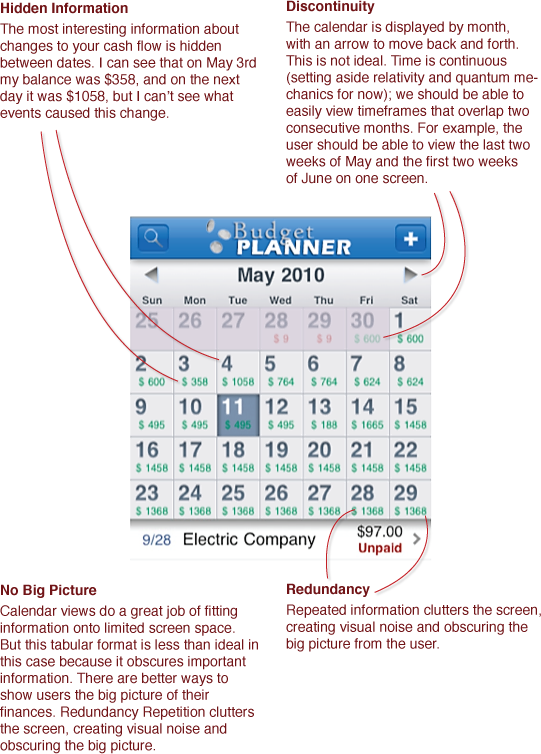 Hidden Information
The most interesting information about
changes to your cash flow is hidden
between dates. I can see that on May 3rd
my balance was $358, and on the next
day it was $1058, but I can't see what
events caused this change.
Discontinuity
The calendar is displayed by month,
with an arrow to move back and forth.
This is not ideal. Time is continuous
(setting aside relativity and quantum me-
chanics for now); we should be able to
easily view timeframes that overlap two
consecutive months. For example, the
user should be able to view the last two
weeks of May and the first two weeks
of June on one screen.
Budget
PLANNER
May 2010
Sun Mon Tue Wed Thu Fri Sat
25 26 27 28 29 30 1
$ 9 $ 9 $ 600 $ 600
2 3 4 5 6 7 8
$ 600 $ 358 $ 1058 $ 764 $ 764 $ 624 $ 624
9 10 11 12 13 14 15
$ 495 $ 495 $ 495 $ 495 $ 188 $ 1665 $ 1458
16 17 18 19 20 21 22
$ 1458 $ 1458 $ 1458 $ 1458 $ 1458 $ 1458 $ 1458
23 24 25 26 27 28 29
$ 1368 $ 1368 $ 1368 $ 1368 $ 1368 $ 1368 $ 1368
9/28 Electric Company $97.00
Unpaid
No Big Picture
Calendar views do a great job of fitting
information onto limited screen space.
But this tabular format is less than ideal in
this case because it obscures important
information. There are better ways to
show users the big picture of their
finances. Redundancy Repetition clutters
the screen, creating visual noise and
obscuring the big picture.
Redundancy
Repeated information clutters the screen,
creating visual noise and obscuring the
big picture from the user.